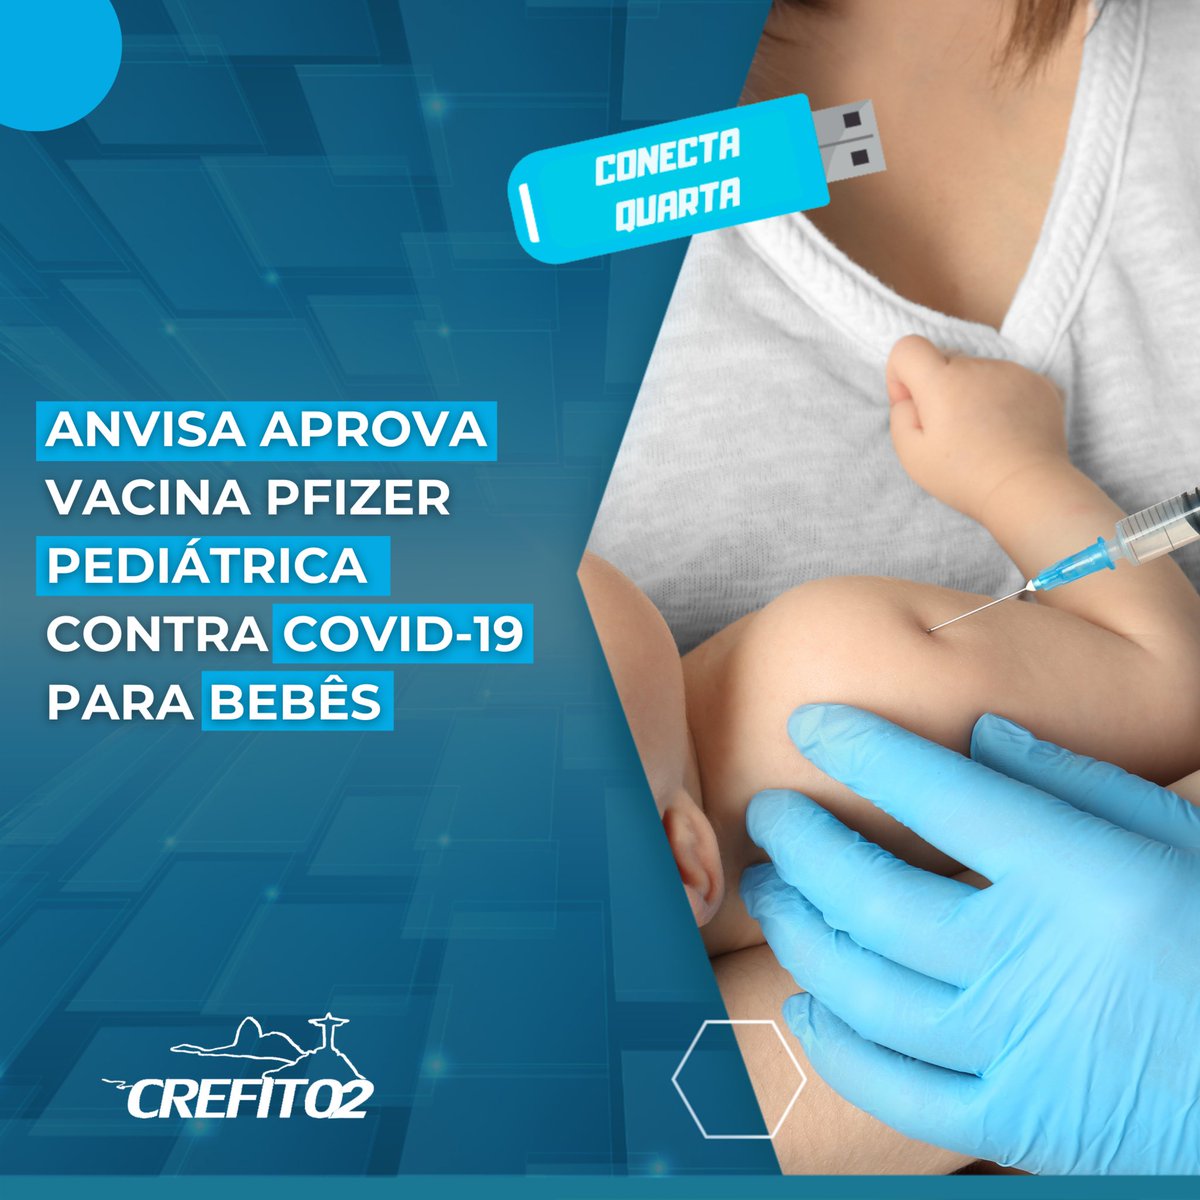 CONECTA
QUARTA
ANVISA APROVA
VACINA PFIZER
PEDIÁTRICA
CONTRA COVID-19
PARA BEBÊS
CREFITO2